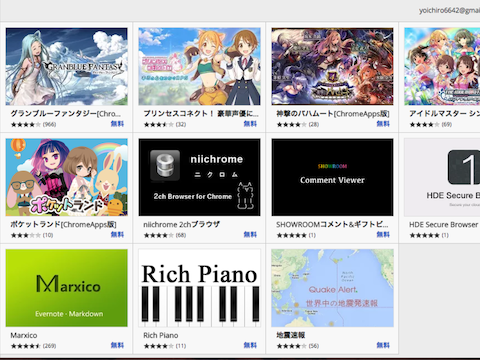 yoichiro6642@gmai
GRANBLUE FANTASY
グランブルーファンタジー[Chro...
(966) 無料
プリンセスコネクト！ 豪華声優に...
(32) 無料
神撃のバハムート[ChromeApps版]
(28) 無料
アイドルマスター シン
(69)
ポケットランド
ポケットランド[ChromeApps版]
(10) 無料
niichrome
ニクロム
2ch Browser for Chrome
niichrome 2chブラウザ
(68) 無料
SHOWROOM
Comment Viewer
SHOWROOMコメント&ギフトビ...
(1) 無料
1
HDE Secure B
HDE Secure Browser
(1)
Marxico
Evernote · Markdown
Marxico
(269) 無料
Rich Piano
Rich Piano
(11) 無料
Quake Alert,
世界中の地震発速報
地震速報
(56) 無料